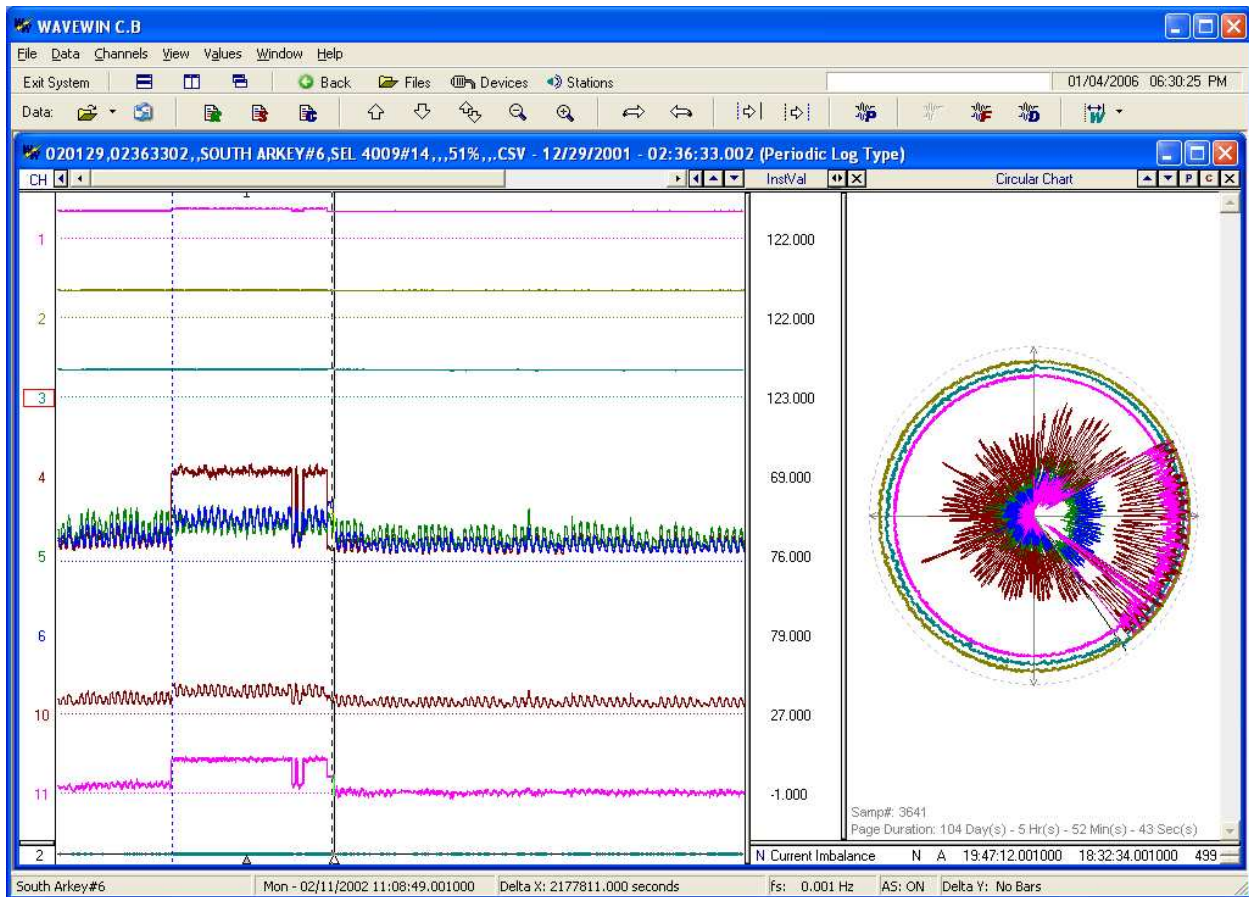 WAVEWIN C.B
File Data Channels View Values Window Help
Exit System Back Files Devices Stations 01/04/2006 06:30:25 PM
Data: P F D W
020129,02363302,,SOUTH ARKEY#6,SEL 4009#14,,,51%,,.CSV - 12/29/2001 - 02:36:33.002 (Periodic Log Type)
CH InstVal Circular Chart P C
1 122.000
2 122.000
3 123.000
4 69.000
5 76.000
6 79.000
10 27.000
11 -1.000
Samp#: 3641
Page Duration: 104 Day(s) - 5 Hr(s) - 52 Min(s) - 43 Sec(s)
2 N Current Imbalance N A 19:47:12.001000 18:32:34.001000 499
South Arkey#6 Mon - 02/11/2002 11:08:49.001000 Delta X: 2177811.000 seconds fs: 0.001 Hz AS: ON Delta Y: No Bars